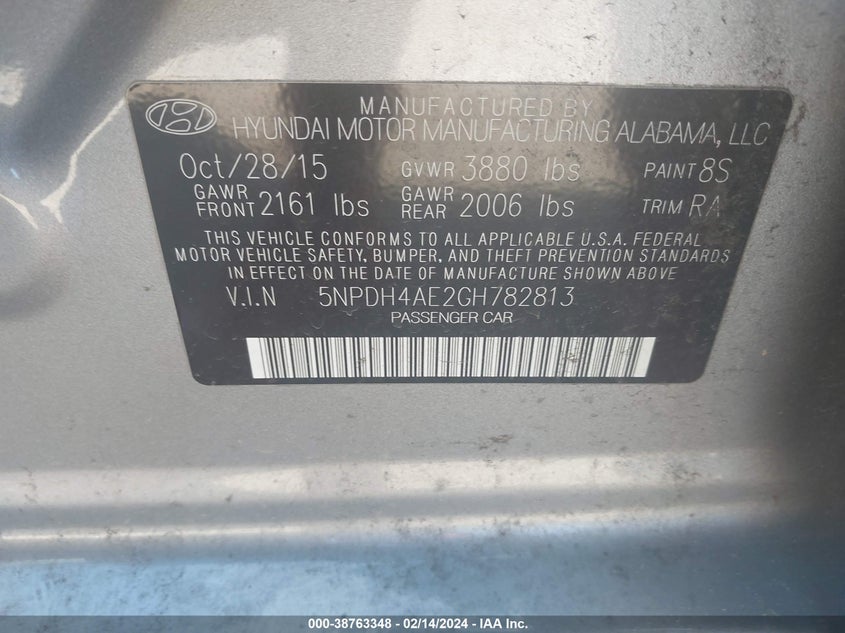 MANUFACTURED BY
HYUNDAI MOTOR MANUFACTURING ALABAMA, LLC
Oct/28/15 GVWR 3880 lbs PAINT 8S
GAWR FRONT 2161 lbs GAWR REAR 2006 lbs TRIM RA
THIS VEHICLE CONFORMS TO ALL APPLICABLE U.S.A. FEDERAL
MOTOR VEHICLE SAFETY, BUMPER, AND THEFT PREVENTION STANDARDS
IN EFFECT ON THE DATE OF MANUFACTURE SHOWN ABOVE
V.I.N 5NPDH4AE2GH782813
PASSENGER CAR
000-38763348 - 02/14/2024 - IAA Inc.